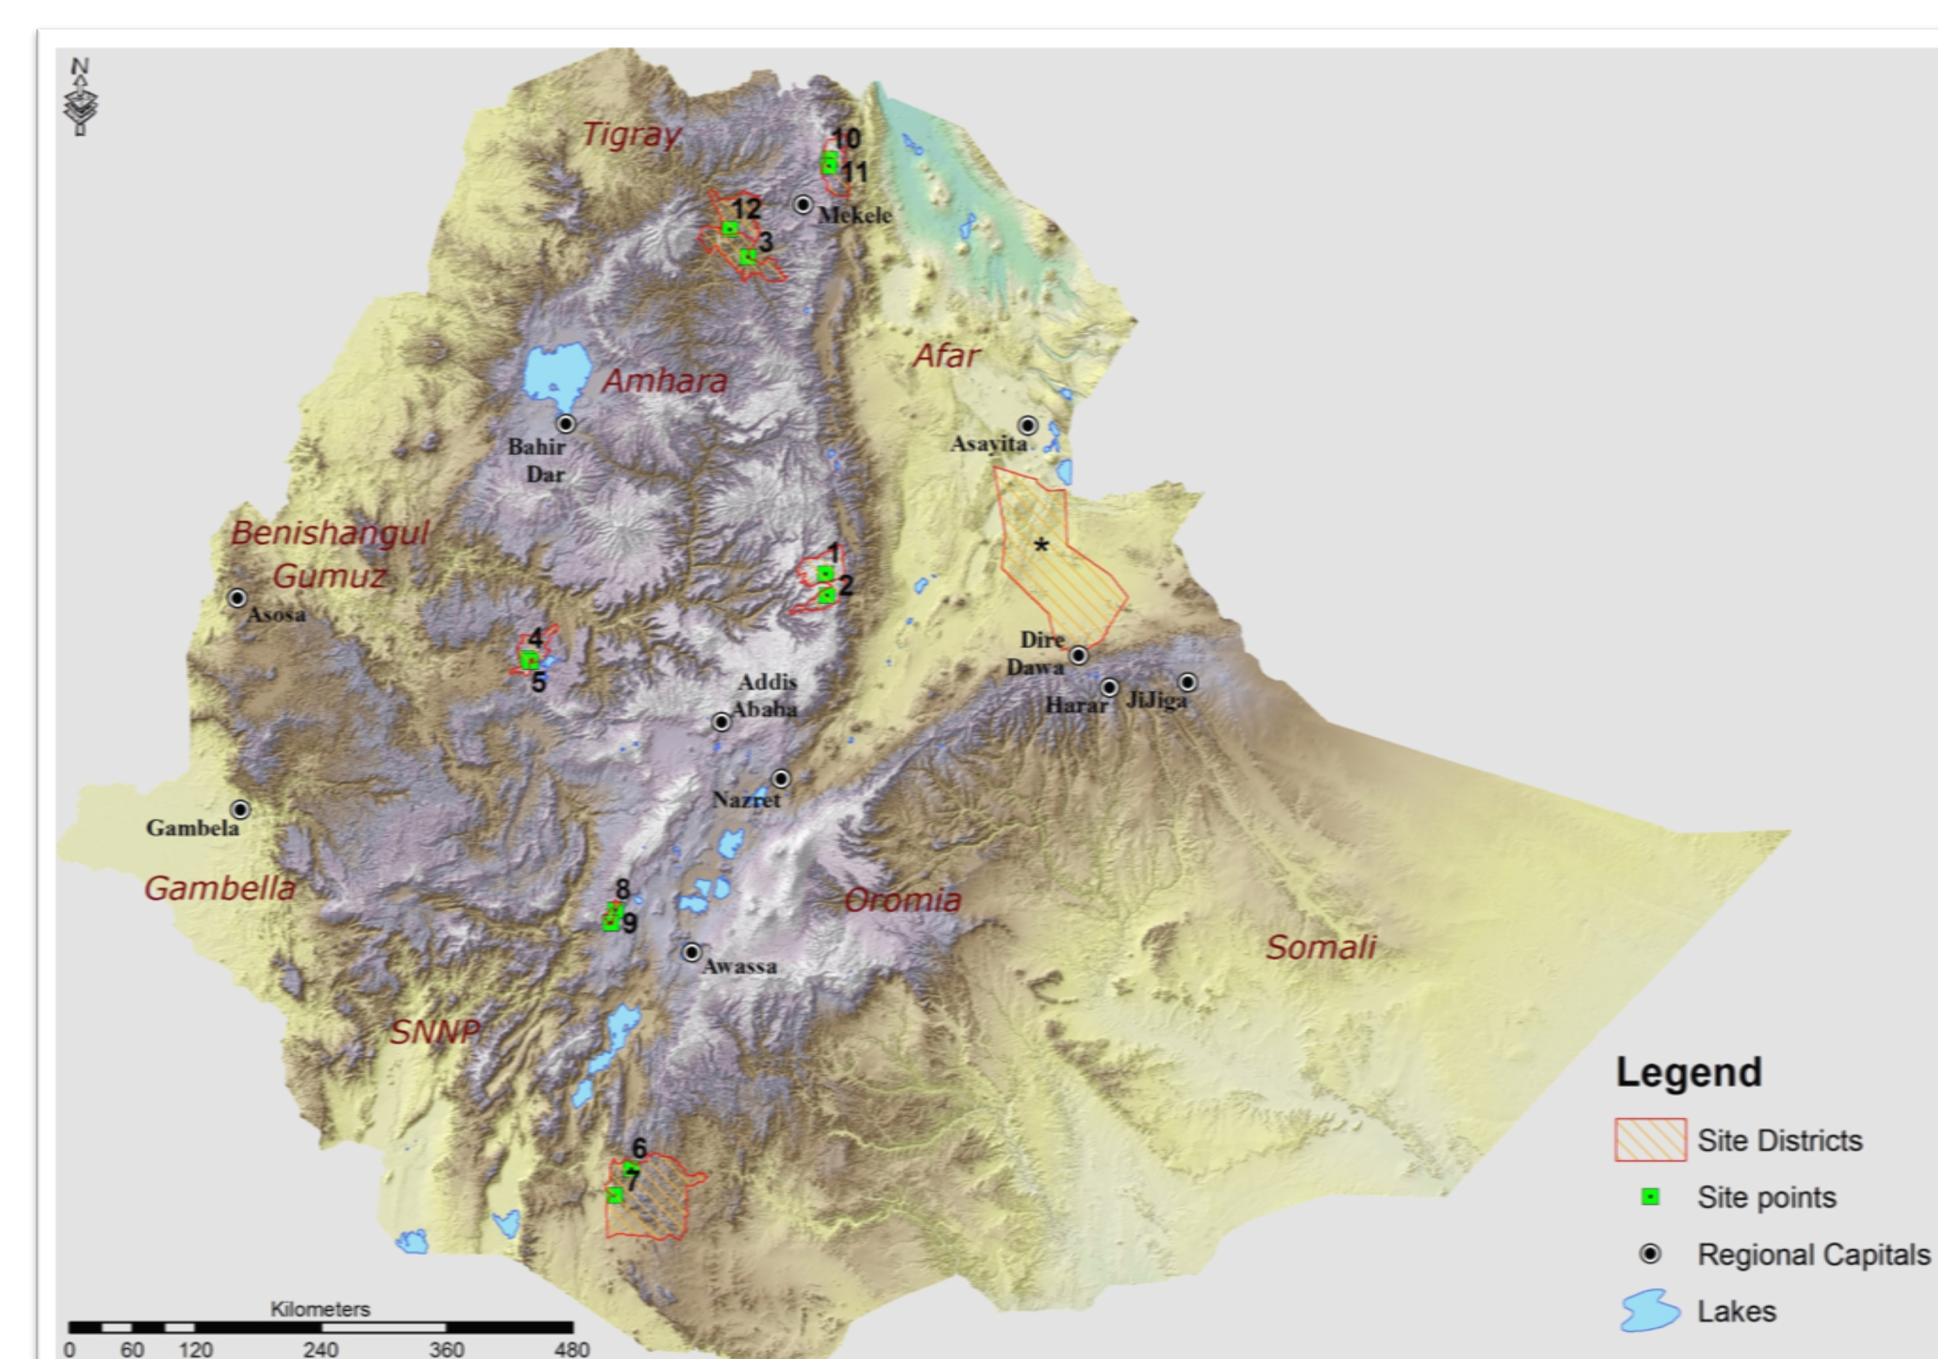 N
Tigray
10
11
12
Mekele
3
Afar
Amhara
Asayita
Bahir
Dar
Benishangul
Gumuz
1
2
*
Asosa
4
5
Dire
Dawa
Addis
Ababa
Harar
JiJiga
Nazret
Gambela
Gambella
8
9
Oromia
Somali
Awassa
SNNP
6
7
Legend
Site Districts
Site points
Regional Capitals
Lakes
Kilometers
0 60 120 240 360 480